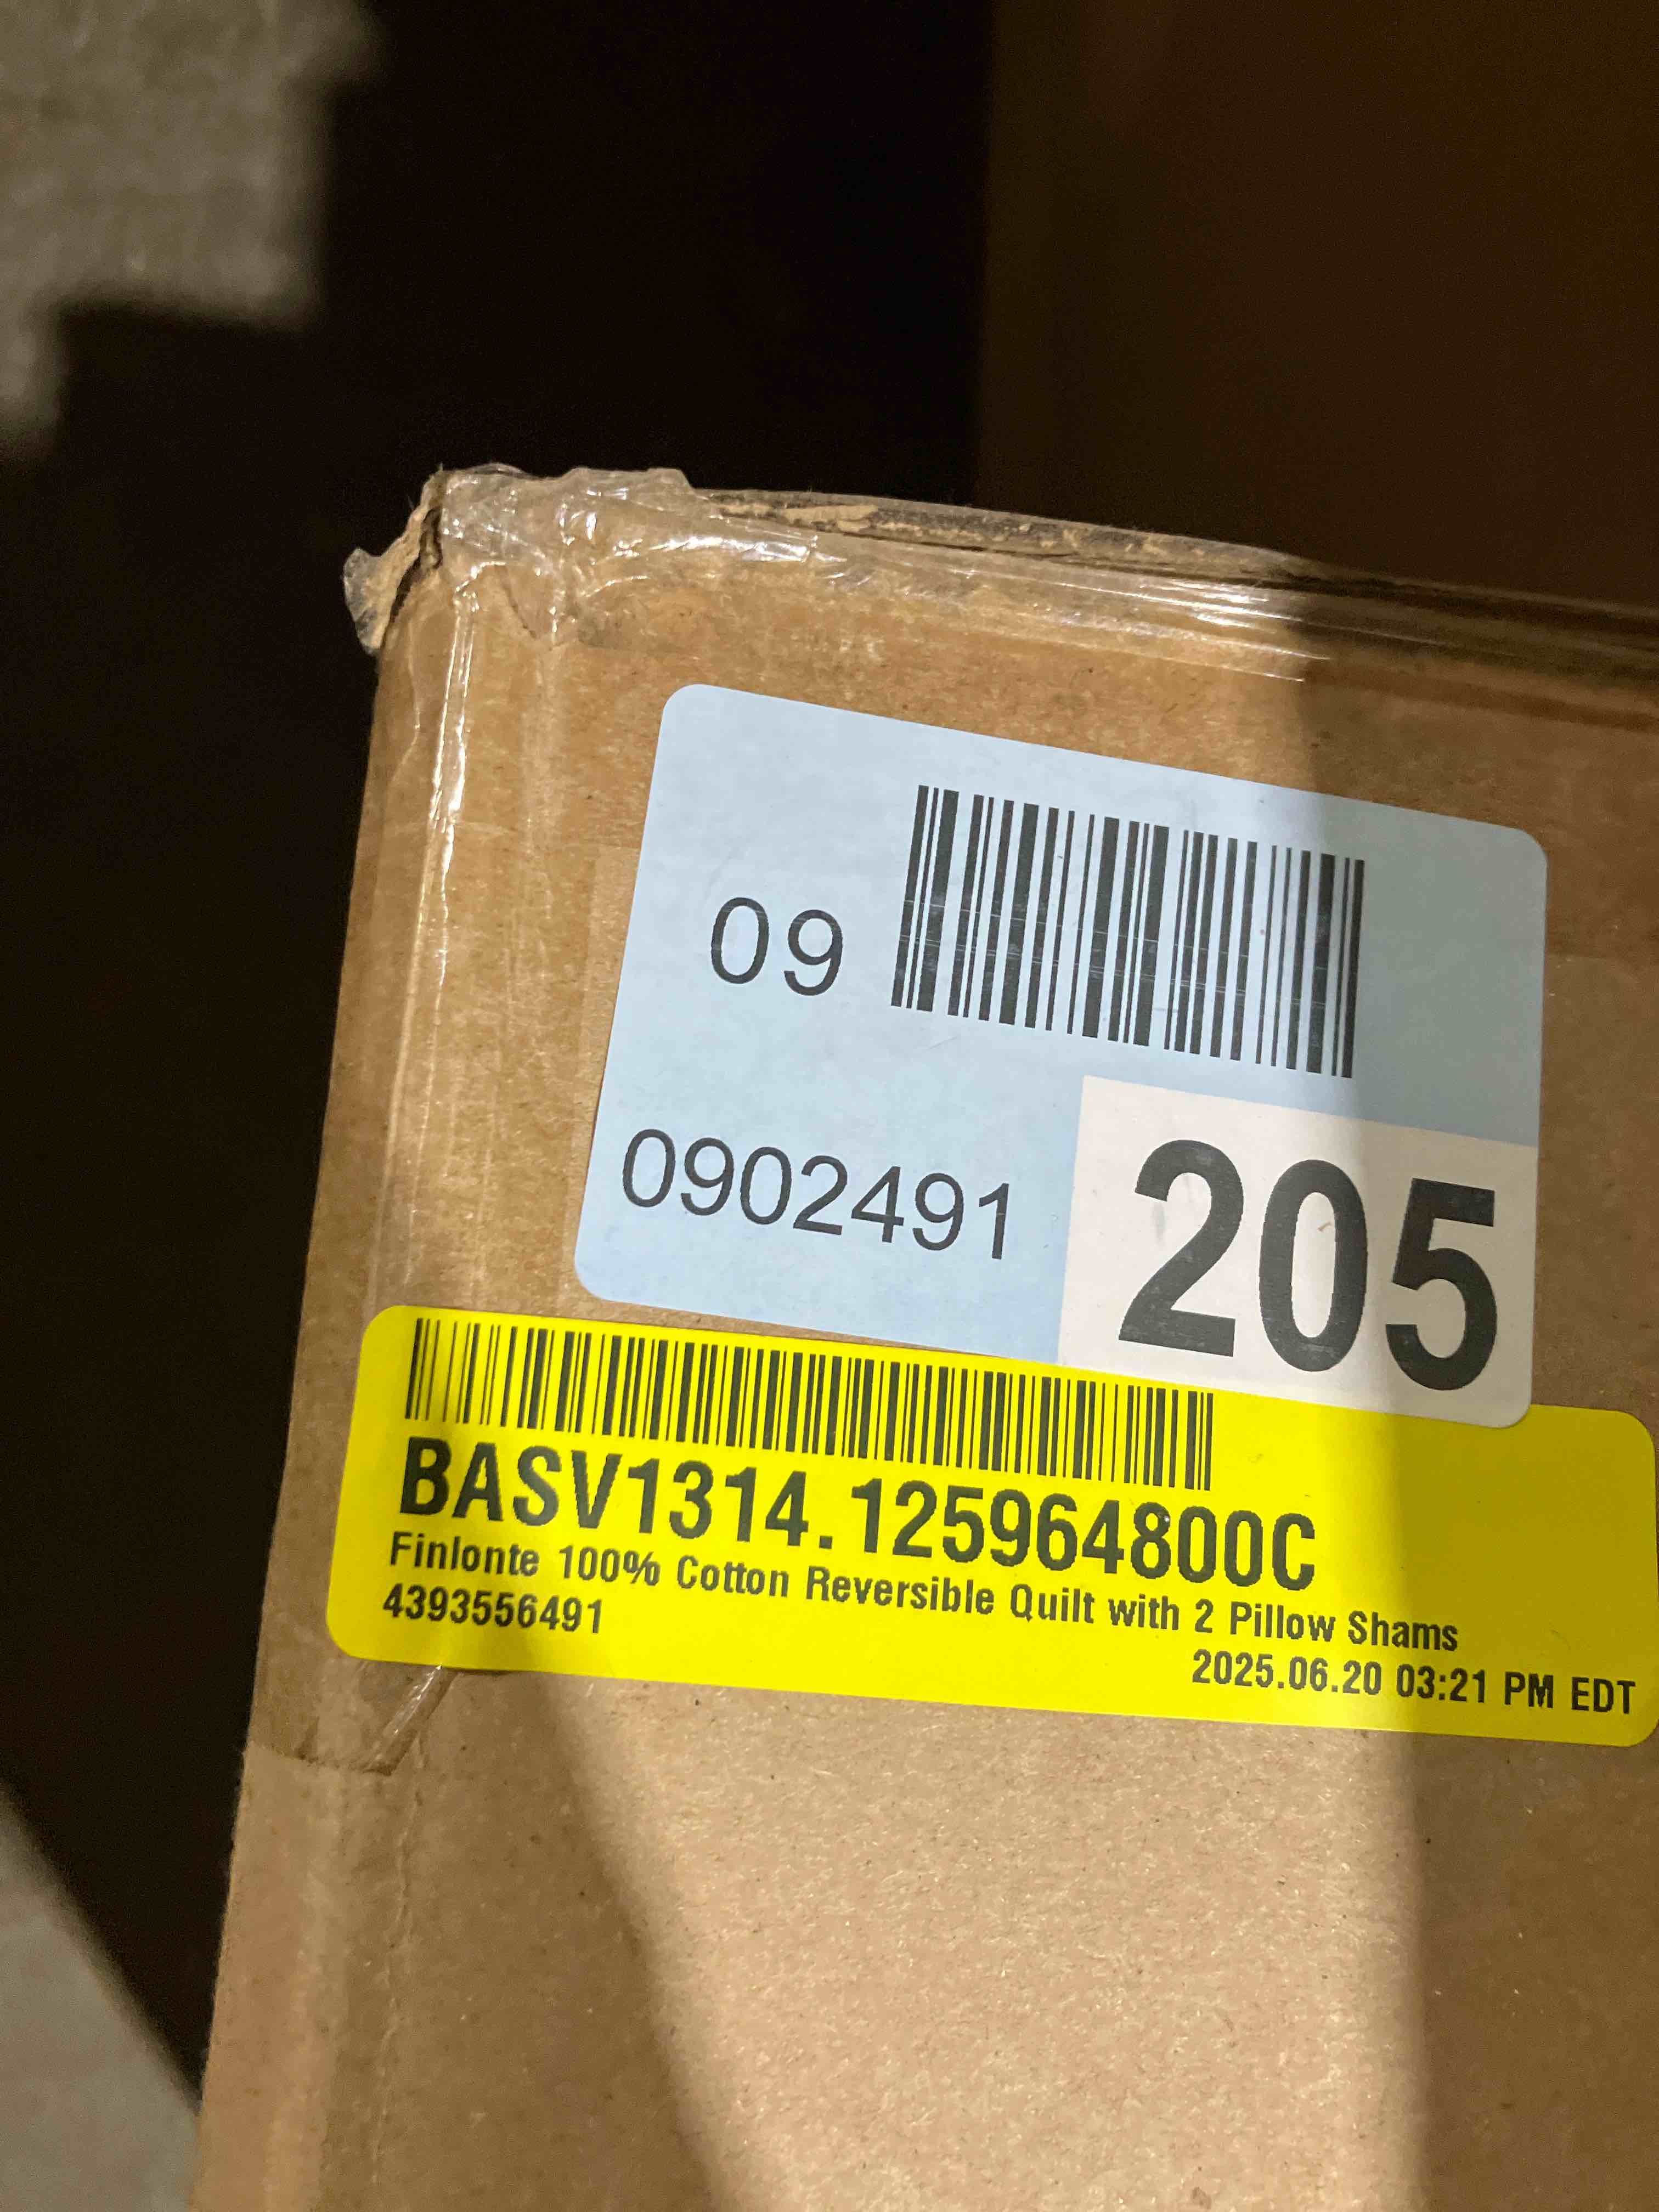 09
0902491
205
BASV1314.125964800C
Finlonte 100% Cotton Reversible Quilt with 2 Pillow Shams
4393556491
2025.06.20 03:21 PM EDT